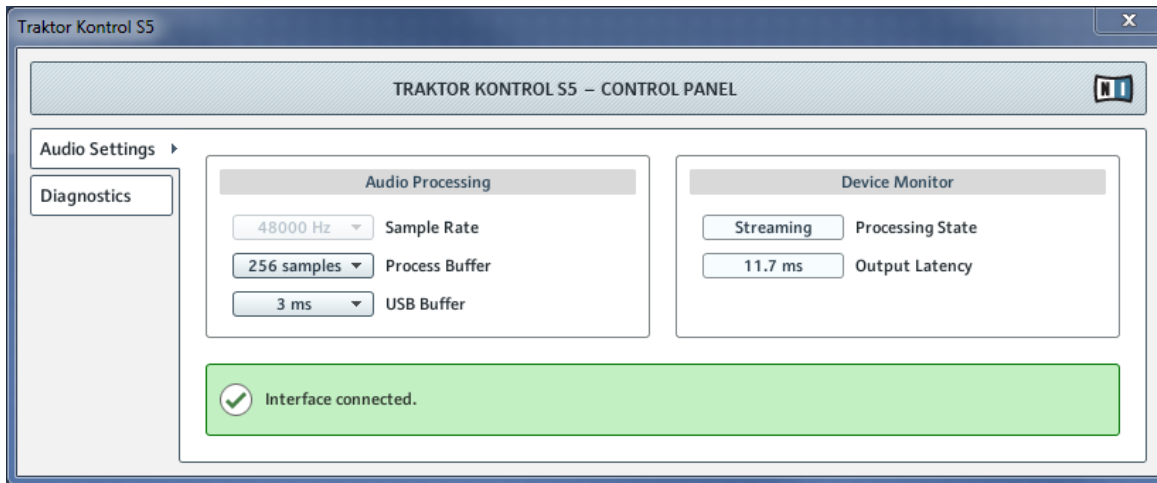 Traktor Kontrol S5
X
TRAKTOR KONTROL S5 – CONTROL PANEL
NI
Audio Settings
Diagnostics
Audio Processing
48000 Hz Sample Rate
256 samples Process Buffer
3 ms USB Buffer
Device Monitor
Streaming Processing State
11.7 ms Output Latency
Interface connected.